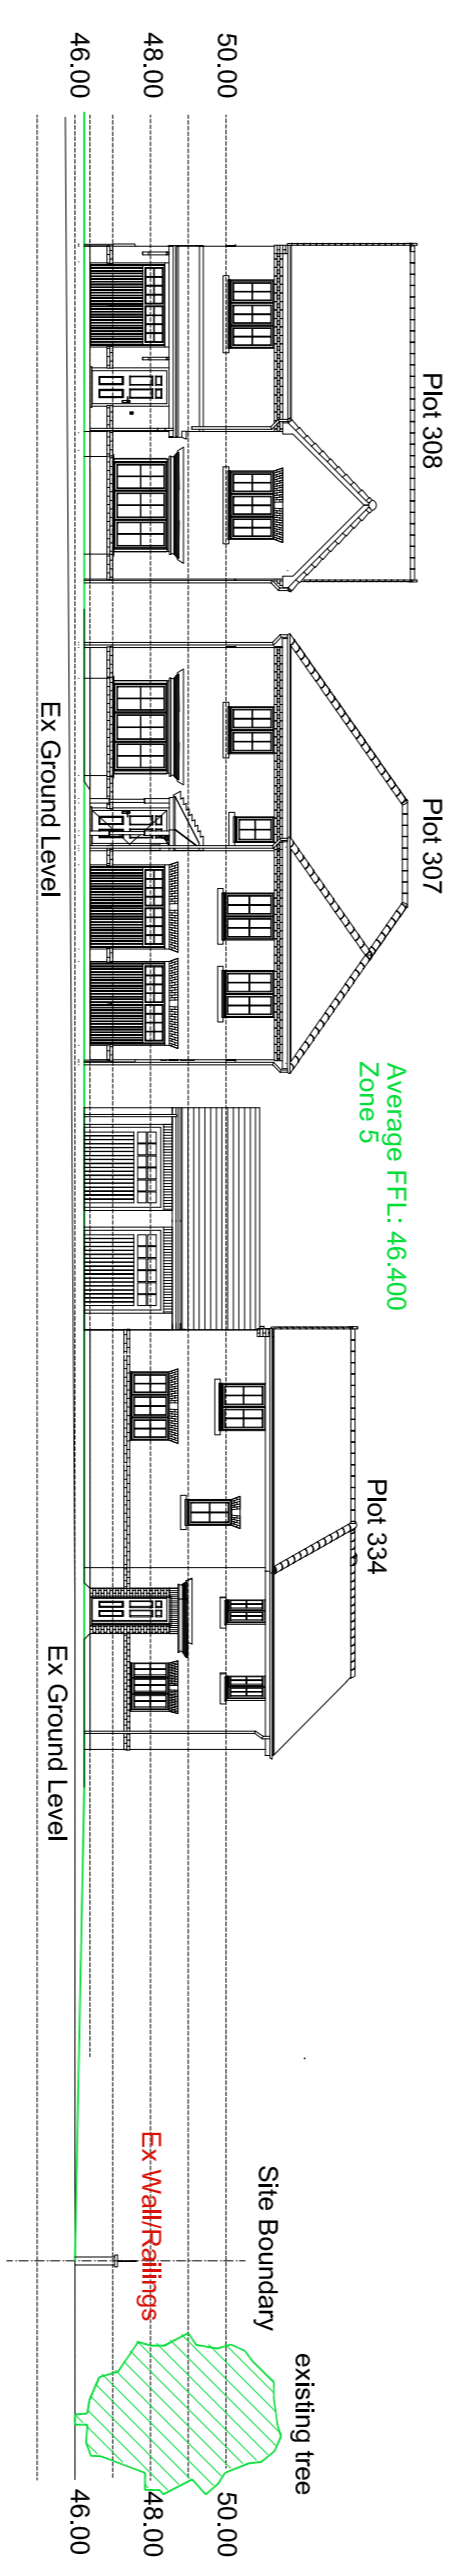 50.00
48.00
46.00
Plot 308
Plot 307
Ex Ground Level
Average FFL: 46.400
Zone 5
Plot 334
Ex Ground Level
Ex Wall/Railings
Site Boundary
existing tree
50.00
48.00
46.00